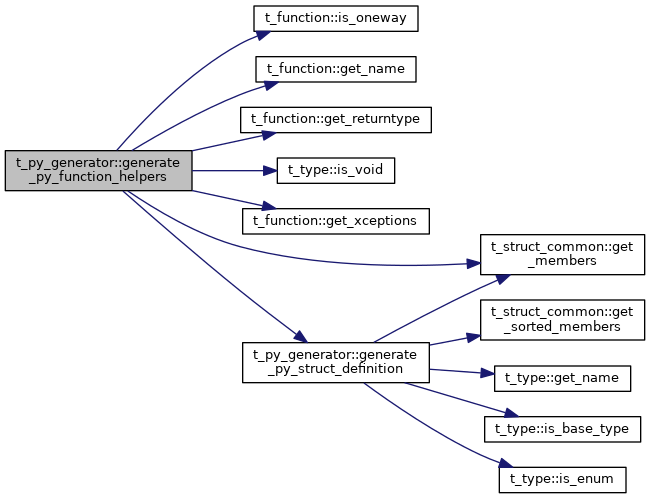 t_function::is_oneway
t_function::get_name
t_function::get_returntype
t_py_generator::generate
_py_function_helpers
t_type::is_void
t_function::get_xceptions
t_struct_common::get
_members
t_struct_common::get
_sorted_members
t_py_generator::generate
_py_struct_definition
t_type::get_name
t_type::is_base_type
t_type::is_enum